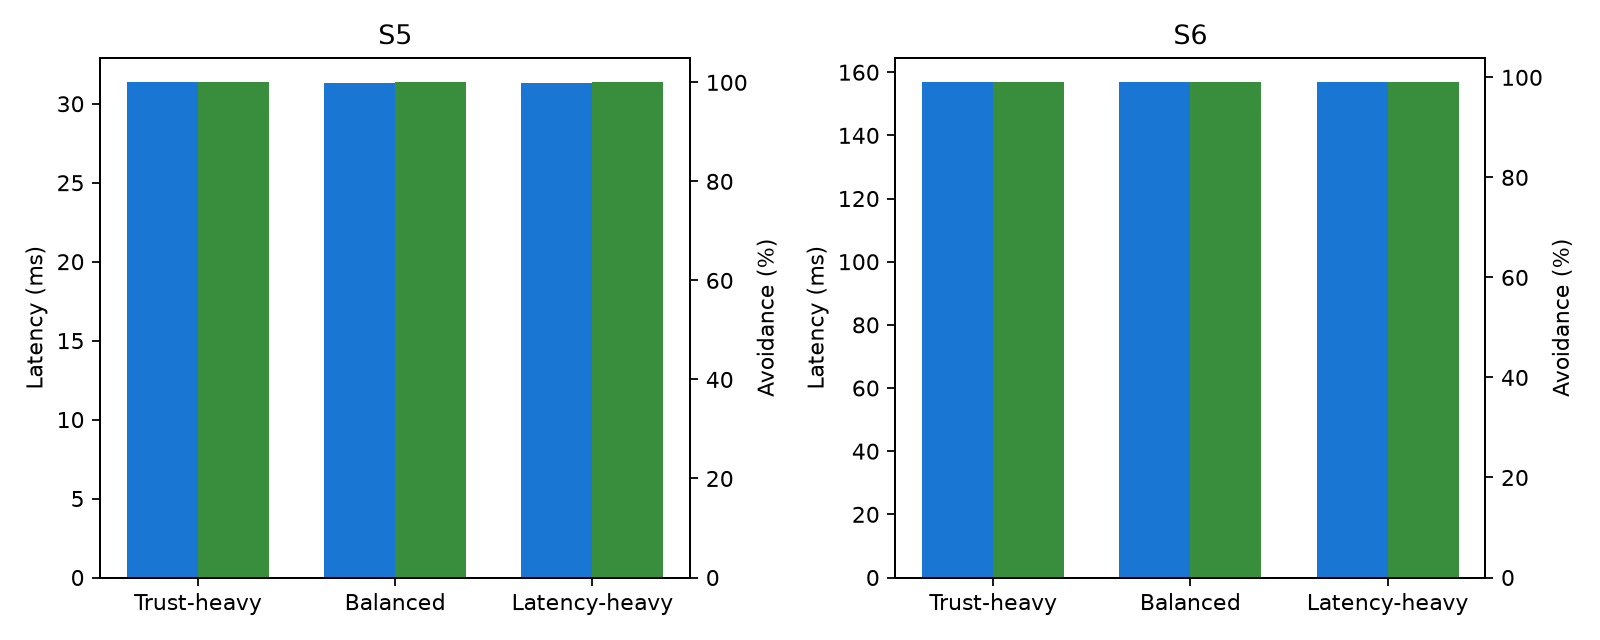 S5
Latency (ms)
30
25
20
15
10
5
0
100
80
60
40
20
0
Avoidance (%)
Trust-heavy
Balanced
Latency-heavy
S6
Latency (ms)
160
140
120
100
80
60
40
20
0
100
80
60
40
20
0
Avoidance (%)
Trust-heavy
Balanced
Latency-heavy